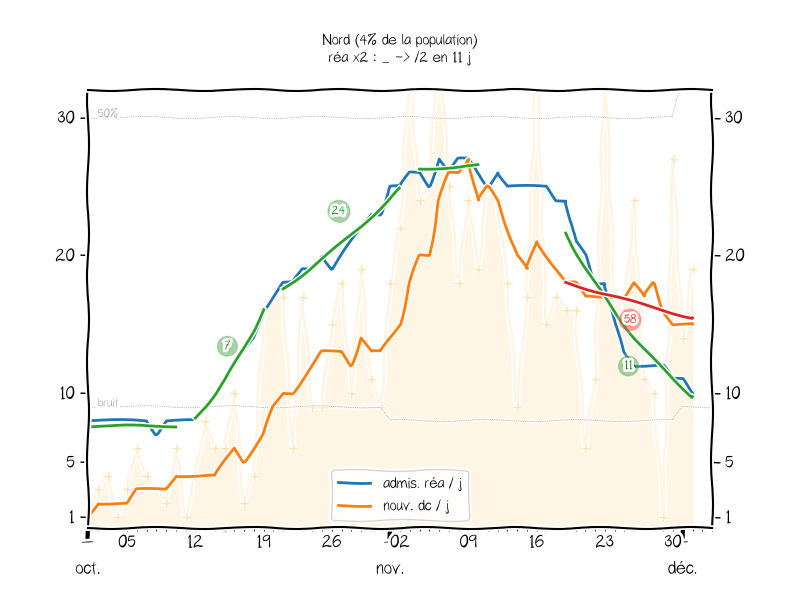 Nord (4% de la population)
réa x2 : _ -> /2 en 11 j
30
50%
30
24
20
20
7
58
11
10
bruit
10
5
5
admis. réa / j
nouv. dc / j
1
1
05 12 19 26 02 09 16 23 30
oct. nov. déc.